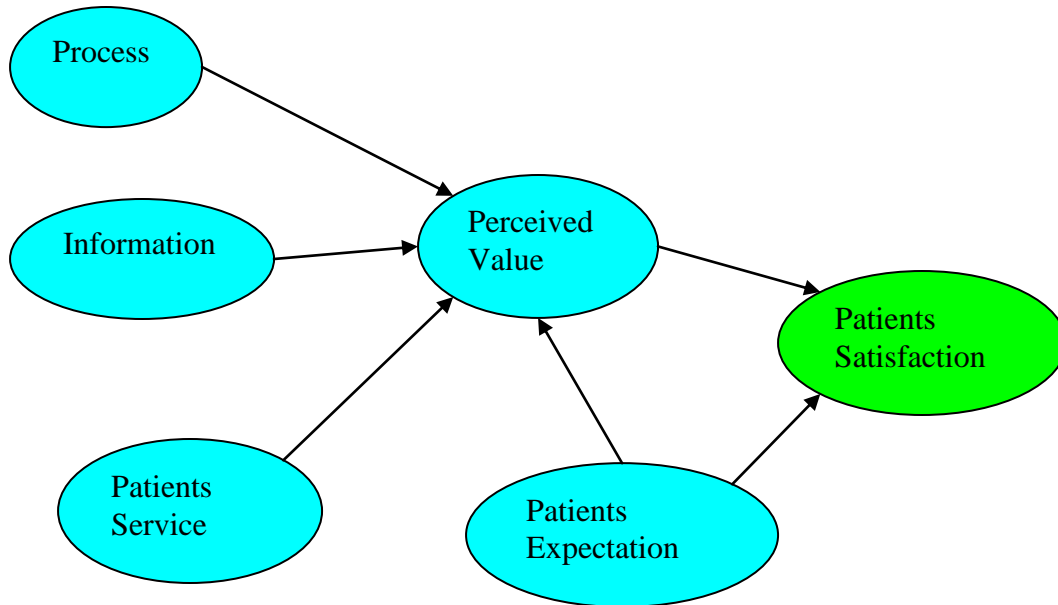 Process
Information
Perceived
Value
Patients
Satisfaction
Patients
Service
Patients
Expectation